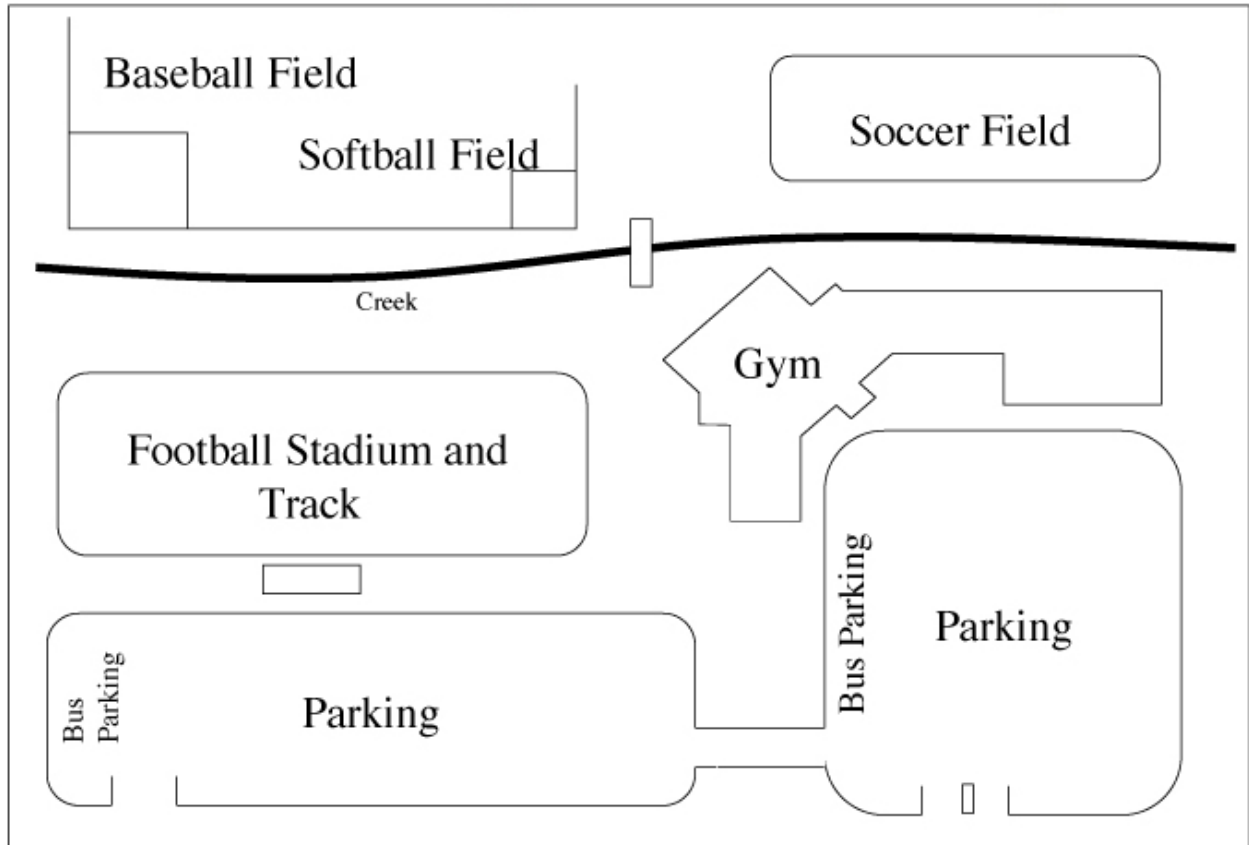 Baseball Field
Softball Field
Soccer Field
Creek
Gym
Football Stadium and
Track
Bus Parking
Parking
Bus
Parking
Parking